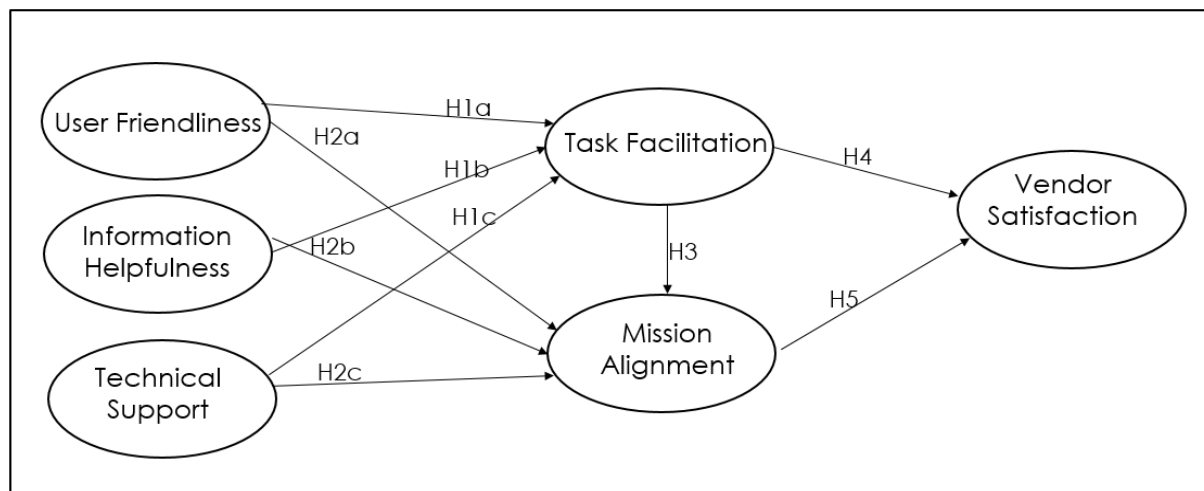 User Friendliness
H1a
Task Facilitation
H2a
H1b
H4
Vendor
Satisfaction
Information
Helpfulness
H1c
H2b
H3
H5
Mission
Alignment
Technical
Support
H2c